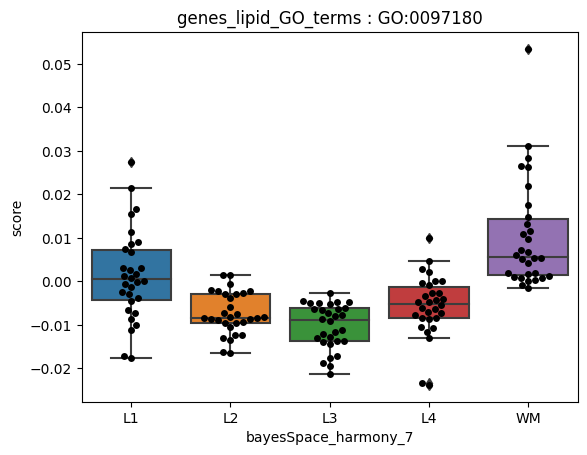 genes_lipid_GO_terms : GO:0097180
0.05
0.04
0.03
0.02
0.01
0.00
−0.01
−0.02
score
L1 L2 L3 L4 WM
bayesSpace_harmony_7